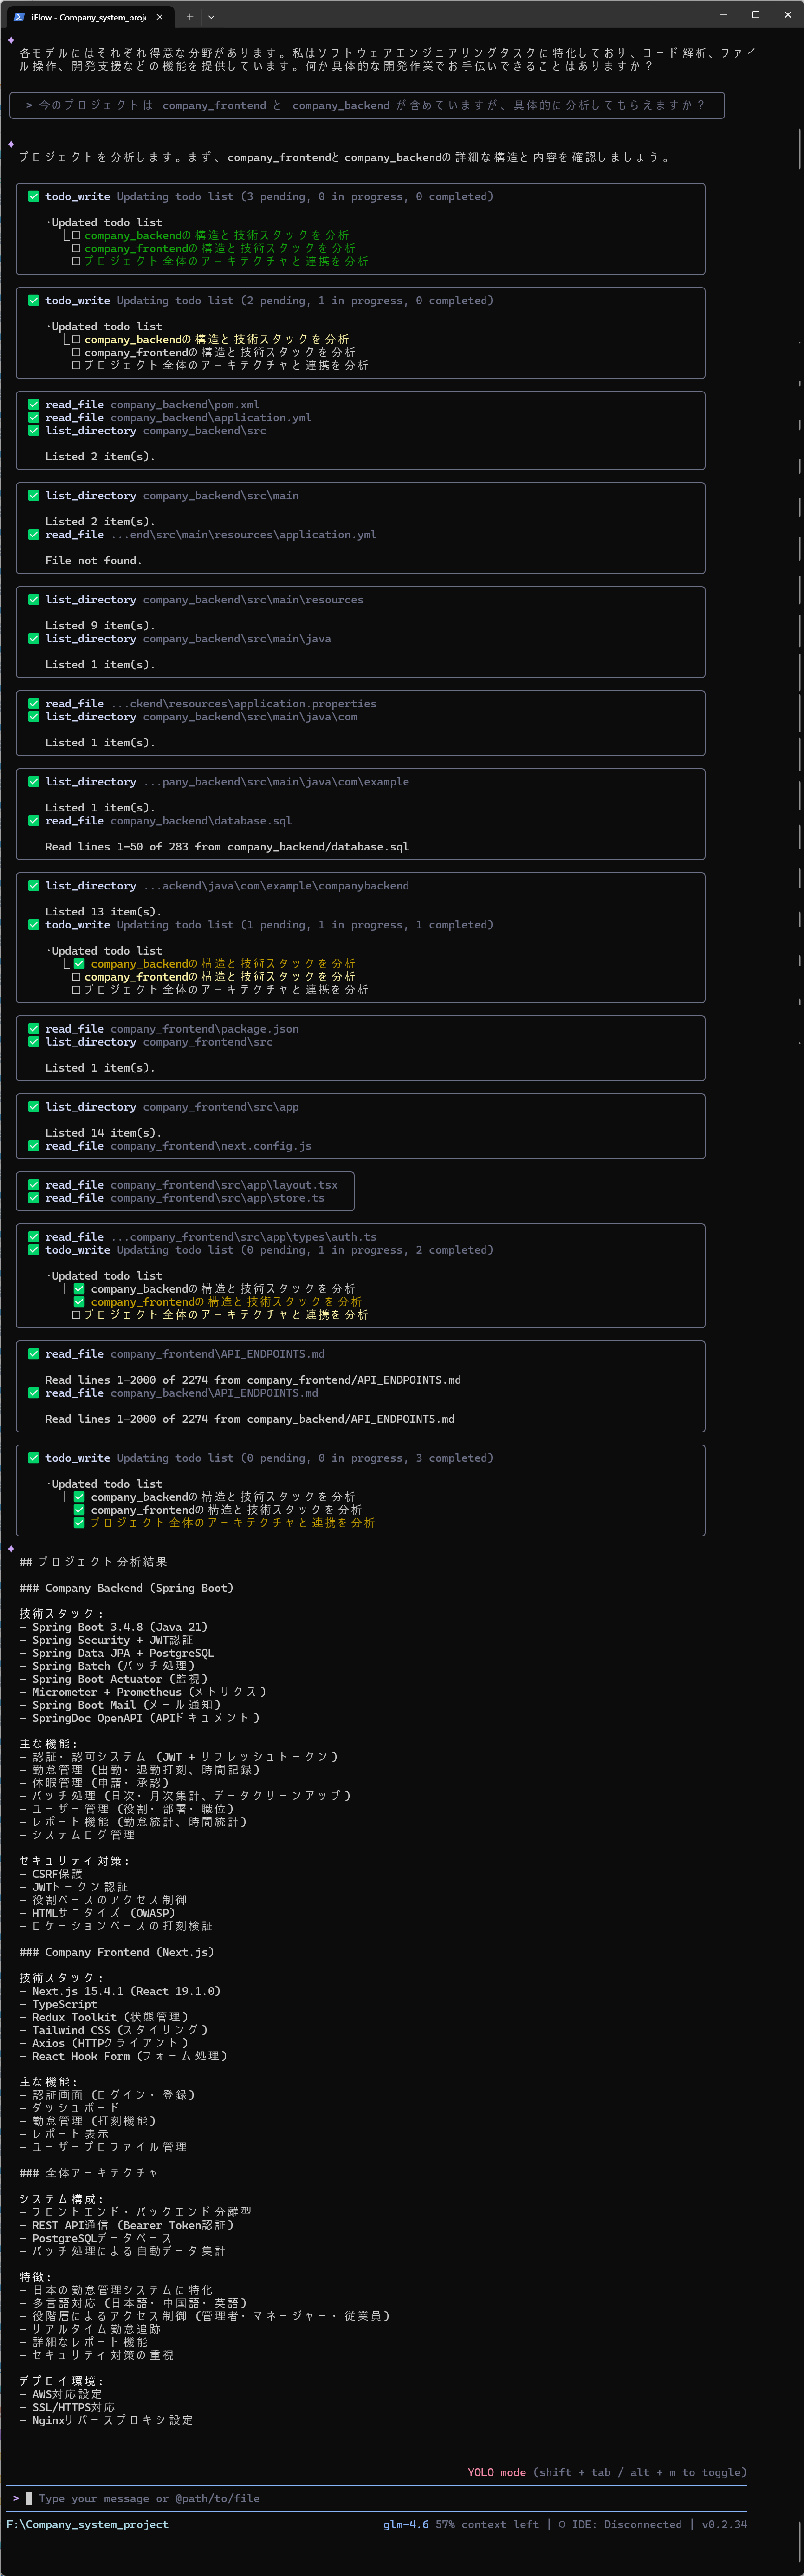 iFlow - Company_system_proj
各モデルにはそれぞれ得意な分野があります。私はソフトウェアエンジニアリングタスクに特化しており、コード解析、ファイ
ル操作、開発支援などの機能を提供しています。何か具体的な開発作業でお手伝いできることはありますか？
> 今のプロジェクトは company_frontend と company_backend が含めていますが、具体的に分析してもらえますか？
プロジェクトを分析します。まず、company_frontendとcompany_backendの詳細な構造と内容を確認しましょう。
✅ todo_write Updating todo list (3 pending, 0 in progress, 0 completed)
·Updated todo list
⎣☐ company_backendの構造と技術スタックを分析
☐ company_frontendの構造と技術スタックを分析
☐ プロジェクト全体のアーキテクチャと連携を分析
✅ todo_write Updating todo list (2 pending, 1 in progress, 0 completed)
·Updated todo list
⎣☐ company_backendの構造と技術スタックを分析
☐ company_frontendの構造と技術スタックを分析
☐ プロジェクト全体のアーキテクチャと連携を分析
✅ read_file company_backend\pom.xml
✅ read_file company_backend\application.yml
✅ list_directory company_backend\src
Listed 2 item(s).
✅ list_directory company_backend\src\main
Listed 2 item(s).
✅ read_file ...end\src\main\resources\application.yml
File not found.
✅ list_directory company_backend\src\main\resources
Listed 9 item(s).
✅ list_directory company_backend\src\main\java
Listed 1 item(s).
✅ read_file ...ckend\resources\application.properties
✅ list_directory company_backend\src\main\java\com
Listed 1 item(s).
✅ list_directory ...pany_backend\src\main\java\com\example
Listed 1 item(s).
✅ read_file company_backend\database.sql
Read lines 1-50 of 283 from company_backend/database.sql
✅ list_directory ...ackend\java\com\example\companybackend
Listed 13 item(s).
✅ todo_write Updating todo list (1 pending, 1 in progress, 1 completed)
·Updated todo list
⎣✅ company_backendの構造と技術スタックを分析
☐ company_frontendの構造と技術スタックを分析
☐ プロジェクト全体のアーキテクチャと連携を分析
✅ read_file company_frontend\package.json
✅ list_directory company_frontend\src
Listed 1 item(s).
✅ list_directory company_frontend\src\app
Listed 14 item(s).
✅ read_file company_frontend\next.config.js
✅ read_file company_frontend\src\app\layout.tsx
✅ read_file company_frontend\src\app\store.ts
✅ read_file ...company_frontend\src\app\types\auth.ts
✅ todo_write Updating todo list (0 pending, 1 in progress, 2 completed)
·Updated todo list
⎣✅ company_backendの構造と技術スタックを分析
✅ company_frontendの構造と技術スタックを分析
☐ プロジェクト全体のアーキテクチャと連携を分析
✅ read_file company_frontend\API_ENDPOINTS.md
Read lines 1-2000 of 2274 from company_frontend/API_ENDPOINTS.md
✅ read_file company_backend\API_ENDPOINTS.md
Read lines 1-2000 of 2274 from company_backend/API_ENDPOINTS.md
✅ todo_write Updating todo list (0 pending, 0 in progress, 3 completed)
·Updated todo list
⎣✅ company_backendの構造と技術スタックを分析
✅ company_frontendの構造と技術スタックを分析
✅ プロジェクト全体のアーキテクチャと連携を分析
## プロジェクト分析結果
### Company Backend (Spring Boot)
技術スタック:
- Spring Boot 3.4.8 (Java 21)
- Spring Security + JWT認証
- Spring Data JPA + PostgreSQL
- Spring Batch (バッチ処理)
- Spring Boot Actuator (監視)
- Micrometer + Prometheus (メトリクス)
- Spring Boot Mail (メール通知)
- SpringDoc OpenAPI (APIドキュメント)
主な機能:
- 認証・認可システム (JWT + リフレッシュトークン)
- 勤怠管理 (出勤・退勤打刻、時間記録)
- 休暇管理 (申請・承認)
- バッチ処理 (日次・月次集計、データクリーンアップ)
- ユーザー管理 (役割・部署・職位)
- レポート機能 (勤怠統計、時間統計)
- システムログ管理
セキュリティ対策:
- CSRF保護
- JWTトークン認証
- 役割ベースのアクセス制御
- HTMLサニタイズ (OWASP)
- ロケーションベースの打刻検証
### Company Frontend (Next.js)
技術スタック:
- Next.js 15.4.1 (React 19.1.0)
- TypeScript
- Redux Toolkit (状態管理)
- Tailwind CSS (スタイリング)
- Axios (HTTPクライアント)
- React Hook Form (フォーム処理)
主な機能:
- 認証画面 (ログイン・登録)
- ダッシュボード
- 勤怠管理 (打刻機能)
- レポート表示
- ユーザープロファイル管理
### 全体アーキテクチャ
システム構成:
- フロントエンド・バックエンド分離型
- REST API通信 (Bearer Token認証)
- PostgreSQLデータベース
- バッチ処理による自動データ集計
特徴:
- 日本の勤怠管理システムに特化
- 多言語対応 (日本語・中国語・英語)
- 役階層によるアクセス制御 (管理者・マネージャー・従業員)
- リアルタイム勤怠追跡
- 詳細なレポート機能
- セキュリティ対策の重視
デプロイ環境:
- AWS対応設定
- SSL/HTTPS対応
- Nginxリバースプロキシ設定
YOLO mode (shift + tab / alt + m to toggle)
> Type your message or @path/to/file
F:\Company_system_project glm-4.6 57% context left | ○ IDE: Disconnected | v0.2.34